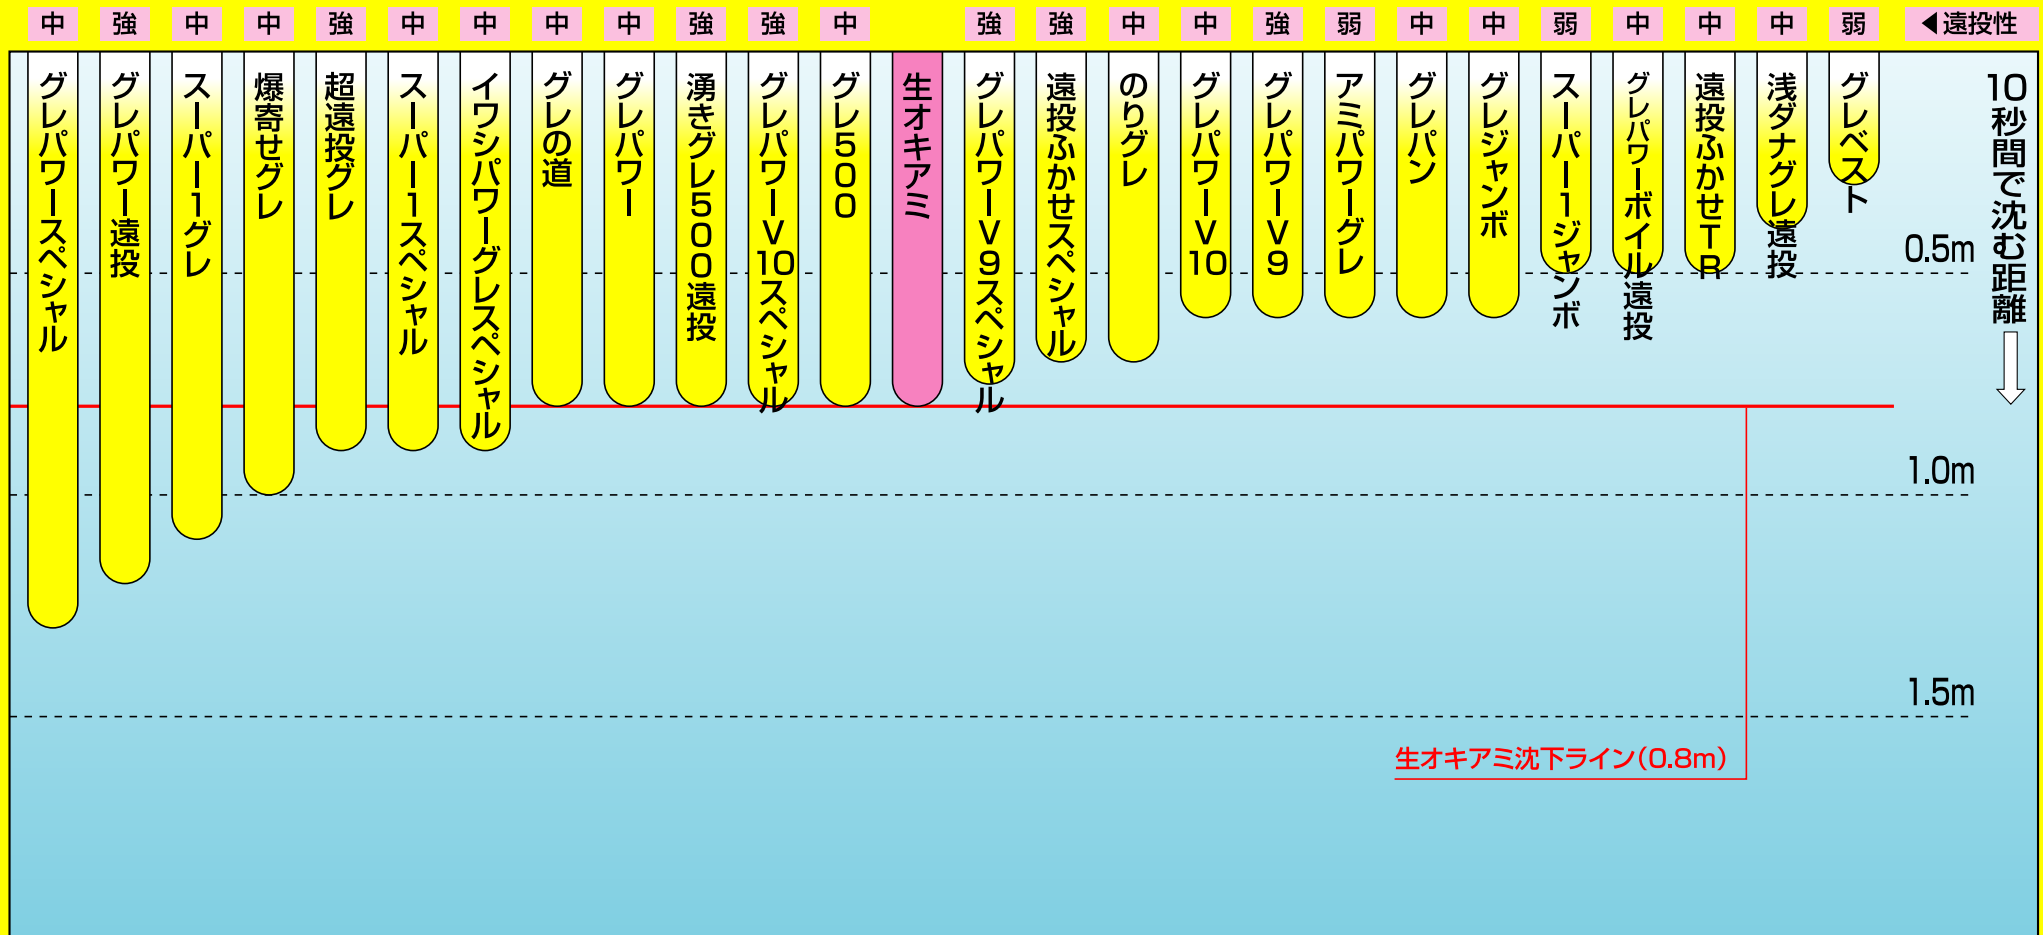 ◀遠投性
弱
中
中
中
弱
中
中
弱
強
中
中
強
強
中
強
強
中
中
中
中
強
中
中
強
中
10秒間で沈む距離
グレベスト
浅ダナグレ遠投
遠投ふかせTR
グレパワーボイル遠投
スーパー1ジャンボ
グレジャンボ
グレパン
アミパワーグレ
グレパワーV9
グレパワーV10
のりグレ
遠投ふかせスペシャル
グレパワーV9スペシャル
生オキアミ
グレ500
グレパワーV10スペシャル
湧きグレ500遠投
グレパワー
グレの道
イワシパワーグレスペシャル
スーパー1スペシャル
超遠投グレ
爆寄せグレ
スーパー1グレ
グレパワー遠投
グレパワースペシャル
0.5m
1.0m
1.5m
生オキアミ沈下ライン(0.8m)